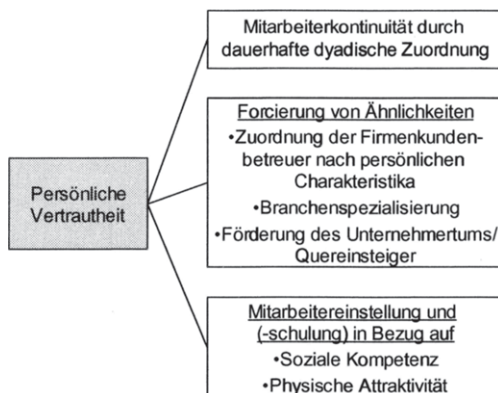 Mitarbeiterkontinuität durch
dauerhafte dyadische Zuordnung
Forcierung von Ähnlichkeiten
•Zuordnung der Firmenkunden-
betreuer nach persönlichen
Charakteristika
•Branchenspezialisierung
•Förderung des Unternehmertums/
Quereinsteiger
Persönliche
Vertrautheit
Mitarbeitereinstellung und
(-schulung) in Bezug auf
•Soziale Kompetenz
•Physische Attraktivität